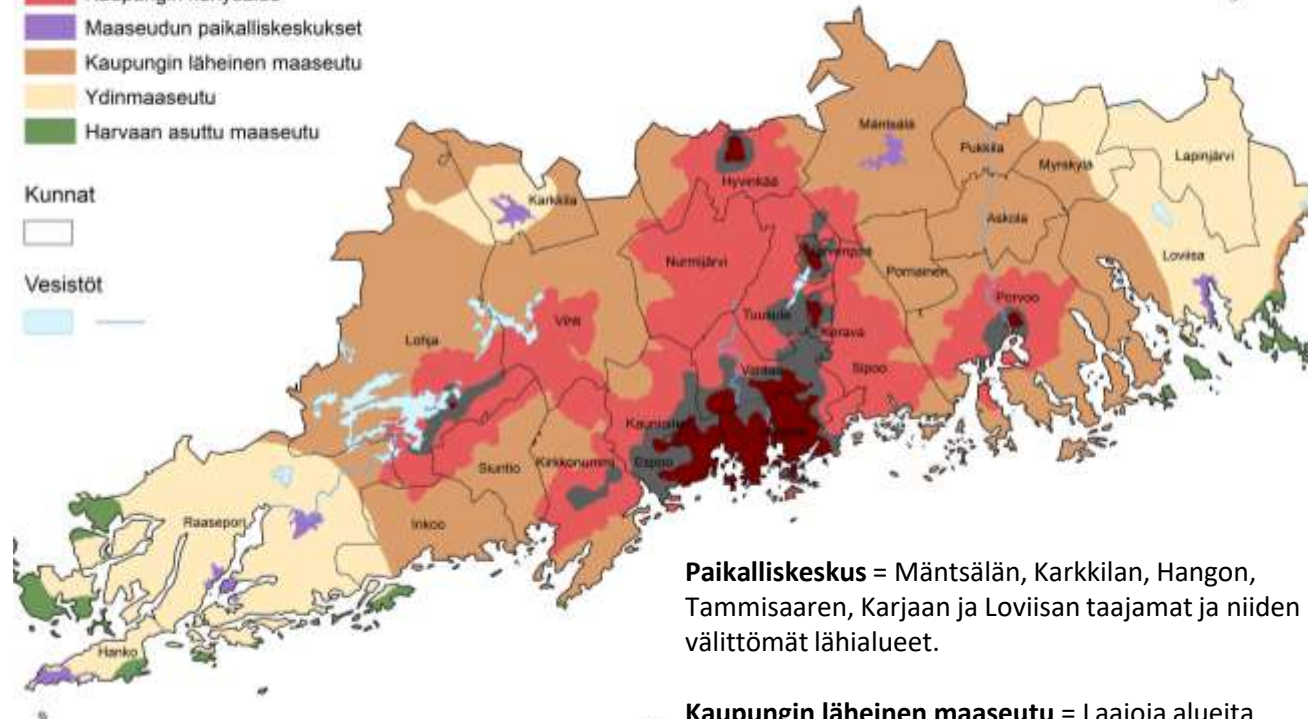 Maaseudun paikalliskeskukset
Kaupungin läheinen maaseutu
Ydinmaaseutu
Harvaan asuttu maaseutu
Kunnat
Vesistöt
Mäntsälä
Pukkila
Myrskylä
Lapinjärvi
Hyvinkää
Karkkila
Askola
Loviisa
Nurmijärvi
Pornainen
Porvoo
Tuusula
Kerava
Vihti
Lohja
Sipoo
Vantaa
Siuntio
Kirkkonummi
Espoo
Raasepori
Inkoo
Hanko
Paikalliskeskus = Mäntsälän, Karkkilan, Hangon,
Tammisaaren, Karjaan ja Loviisan taajamat ja niiden
välittömät lähialueet.
Kaupungin läheinen maaseutu = Laajoja alueita